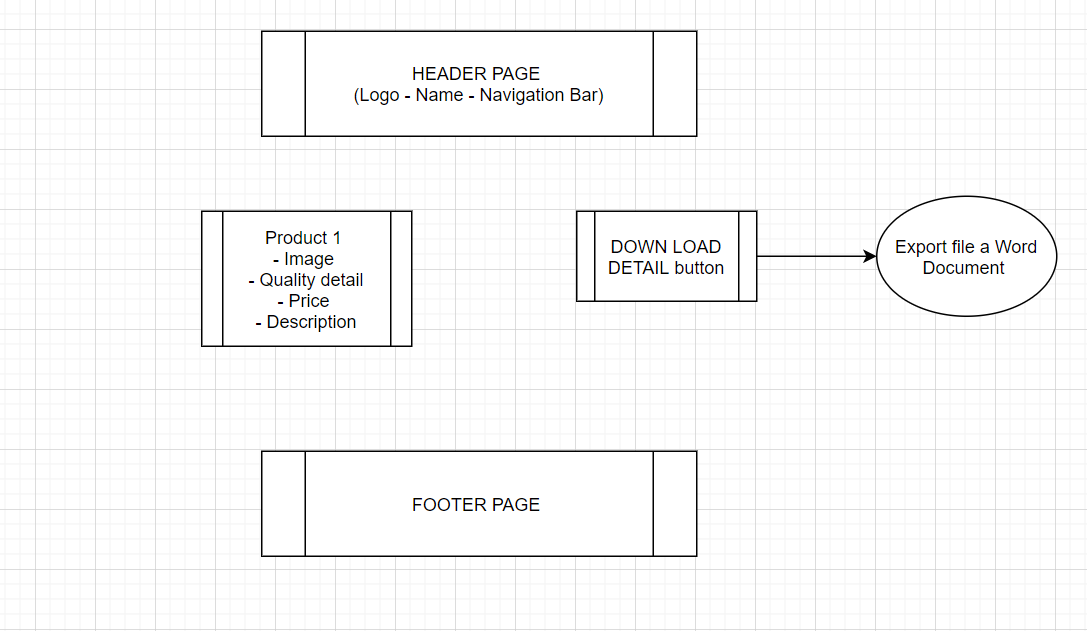 HEADER PAGE
(Logo - Name - Navigation Bar)
Product 1
- Image
- Quality detail
- Price
- Description
DOWN LOAD
DETAIL button
Export file a Word
Document
FOOTER PAGE